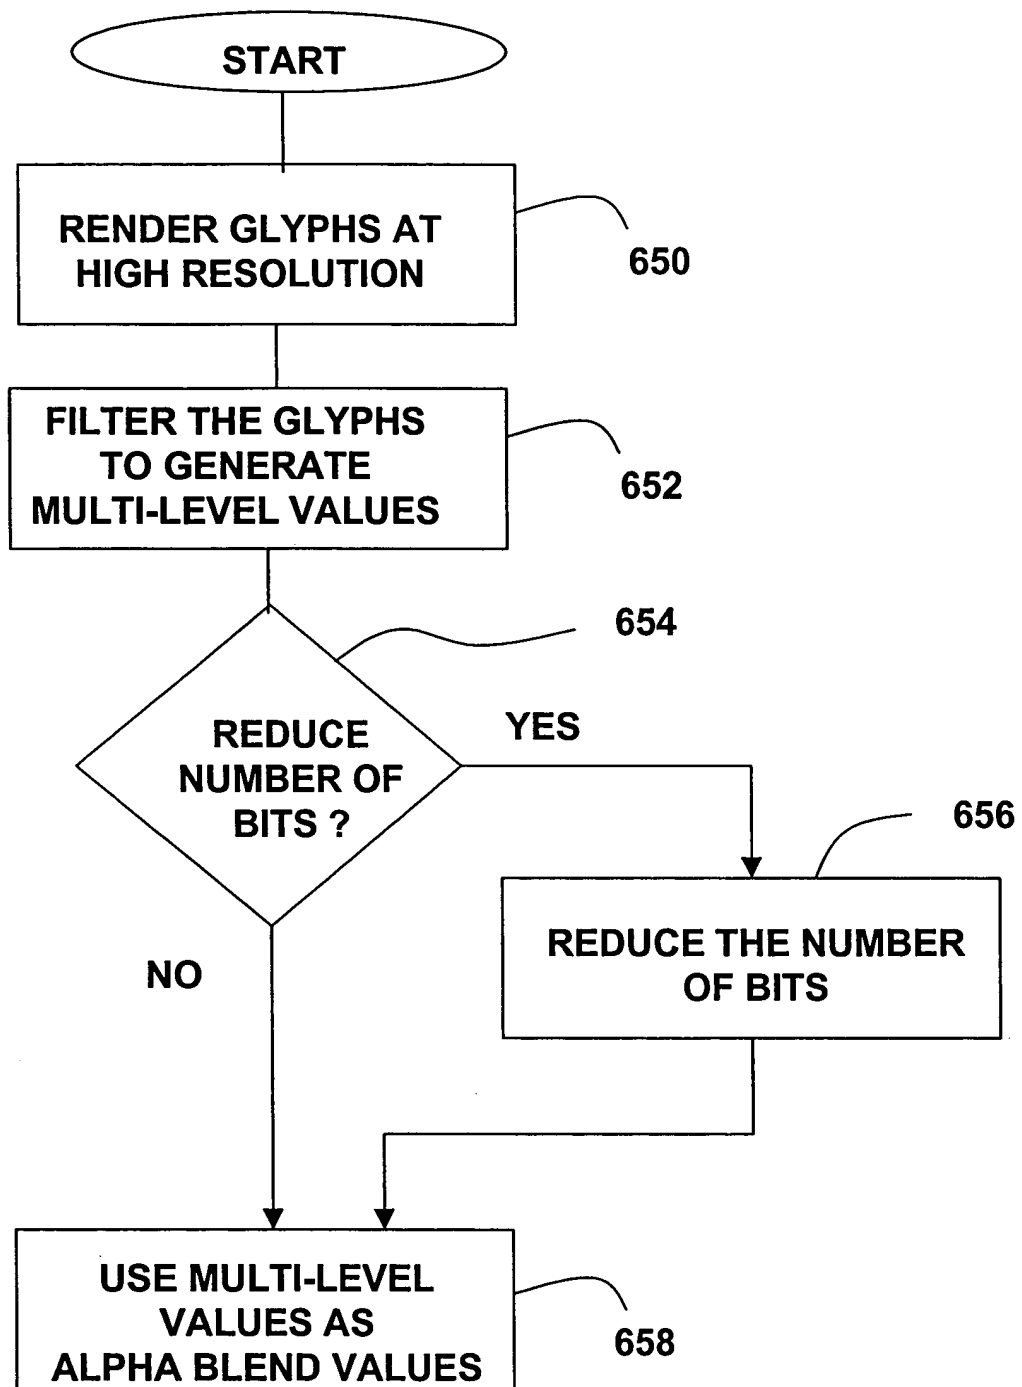 START
RENDER GLYPHS AT
HIGH RESOLUTION
650
FILTER THE GLYPHS
TO GENERATE
MULTI-LEVEL VALUES
652
654
REDUCE
NUMBER OF
BITS ?
YES
656
REDUCE THE NUMBER
OF BITS
NO
USE MULTI-LEVEL
VALUES AS
ALPHA BLEND VALUES
658